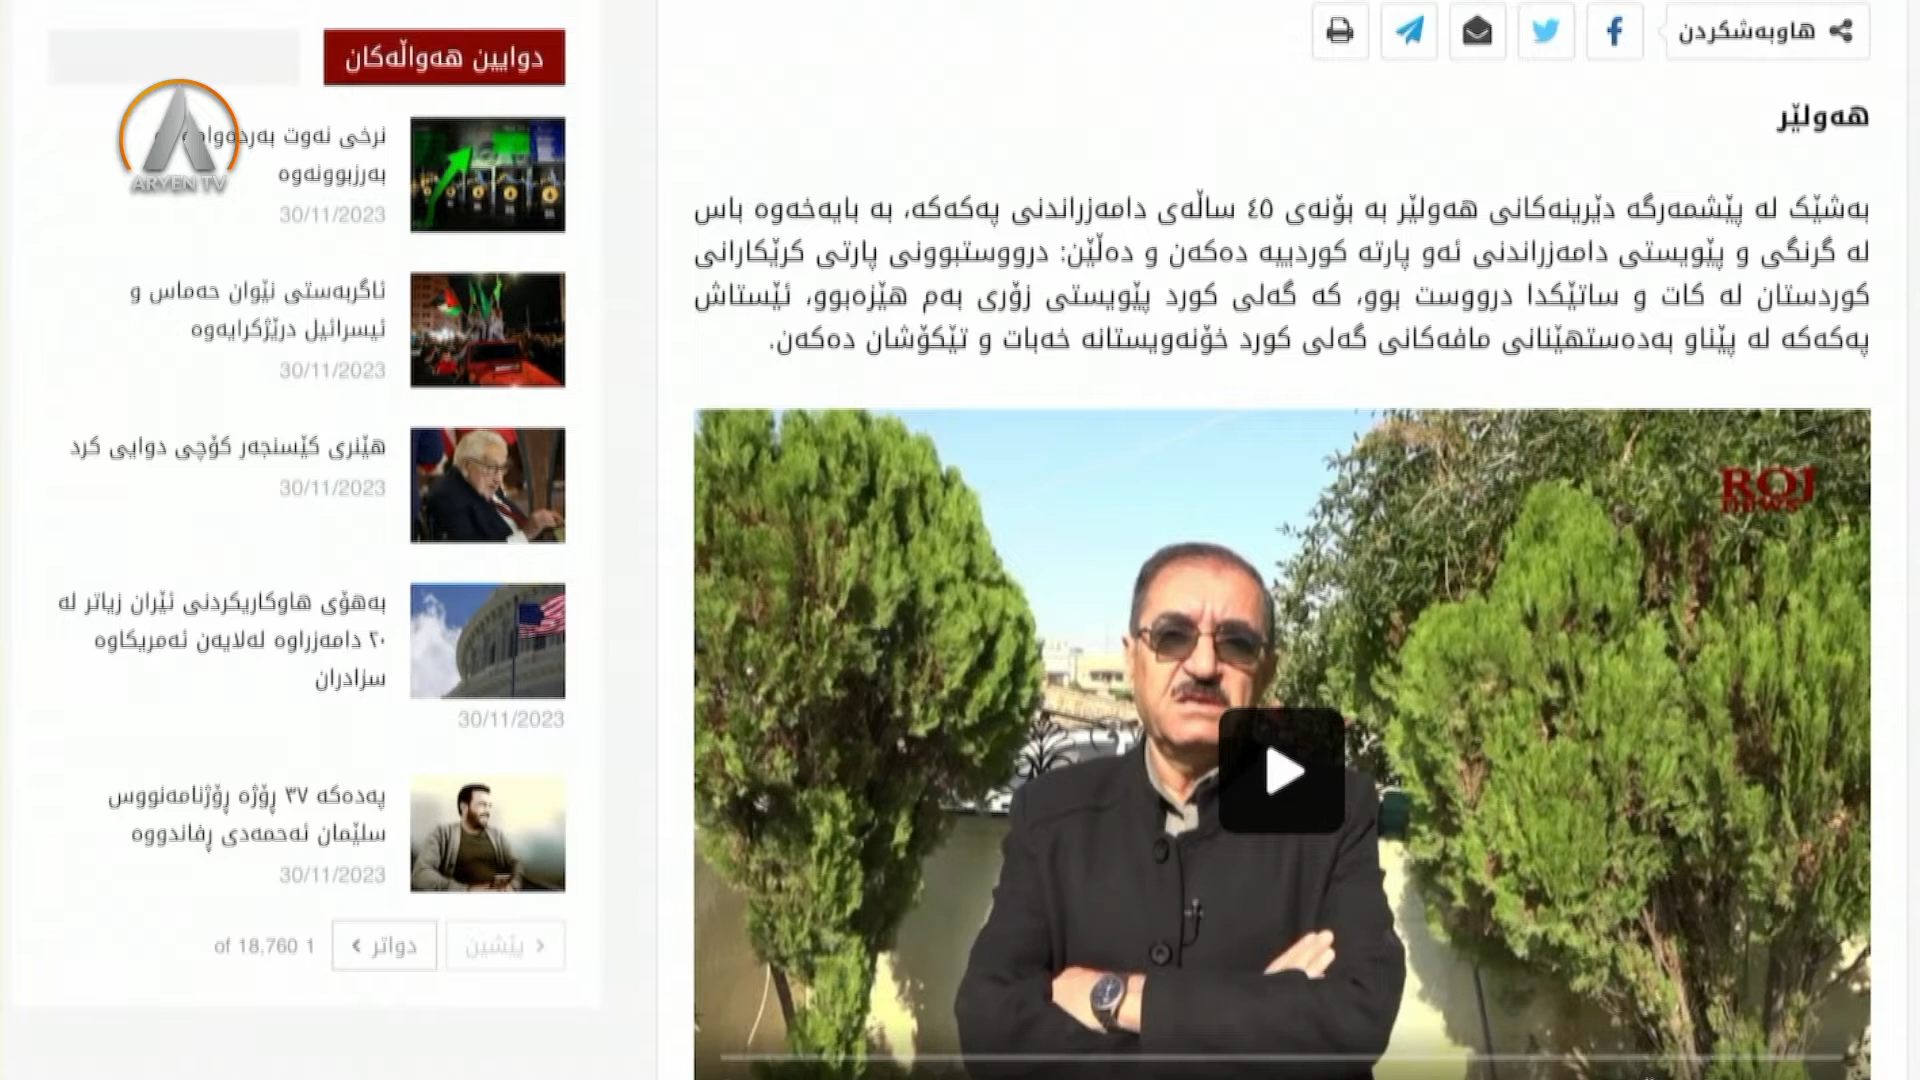 هاوبەشکردن
هەولێر
بەشێک لە پێشمەرگە دێرینەکانی هەولێر بە بۆنەی ٤٥ ساڵەی دامەزراندنی پەکەکە، بە بایەخەوە باس
لە گرنگی و پێویستی دامەزراندنی ئەو پارتە کوردییە دەکەن و دەڵێن: درووستبوونی پارتی کرێکارانی
کوردستان لە کات و ساتێکدا درووست بوو، کە گەلی کورد پێویستی زۆری بەم هێزەبوو، ئێستاش
پەکەکە لە پێناو بەدەستهێنانی مافەکانی گەلی کورد خۆنەویستانە خەبات و تێکۆشان دەکەن.
ROJ
NEWS
دوایین هەواڵەکان
ARYEN TV
نرخی نەوت
بەرزبوونەوە
30/11/2023
ئاگربەستی نێوان حەماس و
ئیسرائیل درێژکرایەوە
30/11/2023
هێنری کێسنجەر کۆچی دوایی کرد
30/11/2023
بەهۆی هاوکاریکردنی ئێران زیاتر لە
٢٠ دامەزراوە لەلایەن ئەمریکاوە
سزادران
30/11/2023
پەدەکە ٣٧ ڕۆژە ڕۆژنامەنووس
سلێمان ئەحمەدی ڕفاندووە
30/11/2023
پێشین
دواتر
1 of 18,760